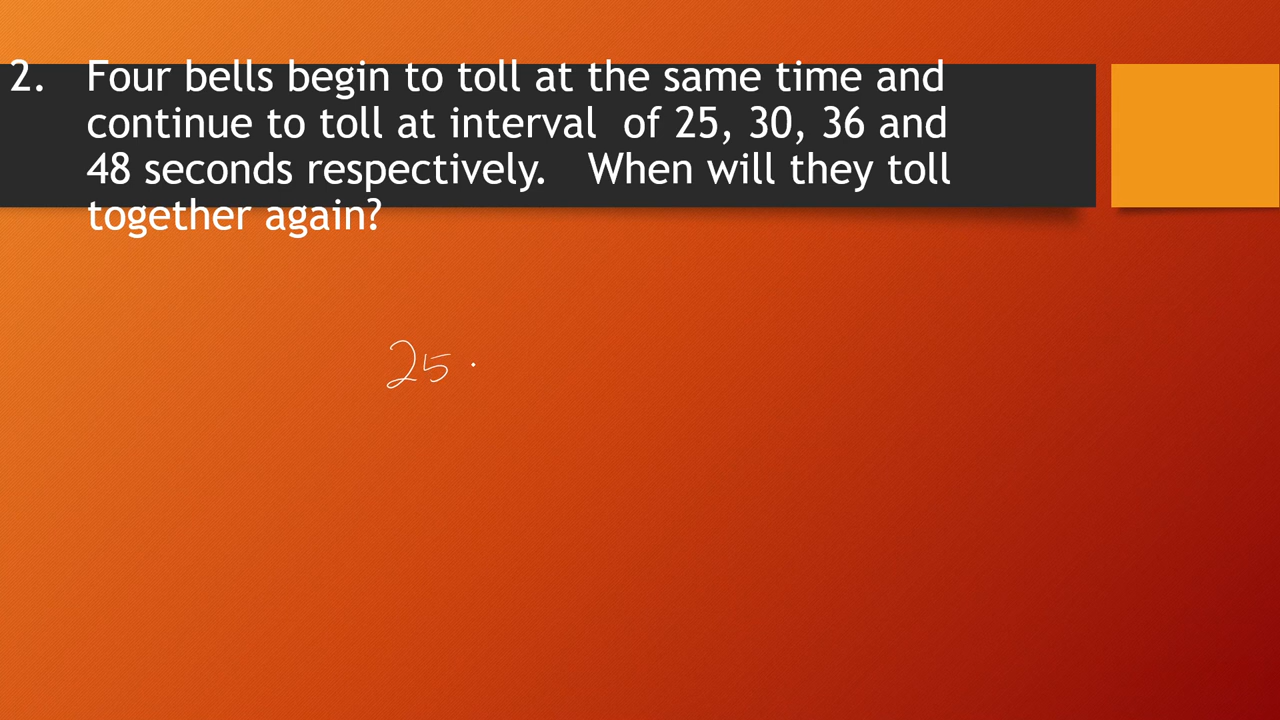 2. Four bells begin to toll at the same time and
continue to toll at interval of 25, 30, 36 and
48 seconds respectively. When will they toll
together again?
25 .